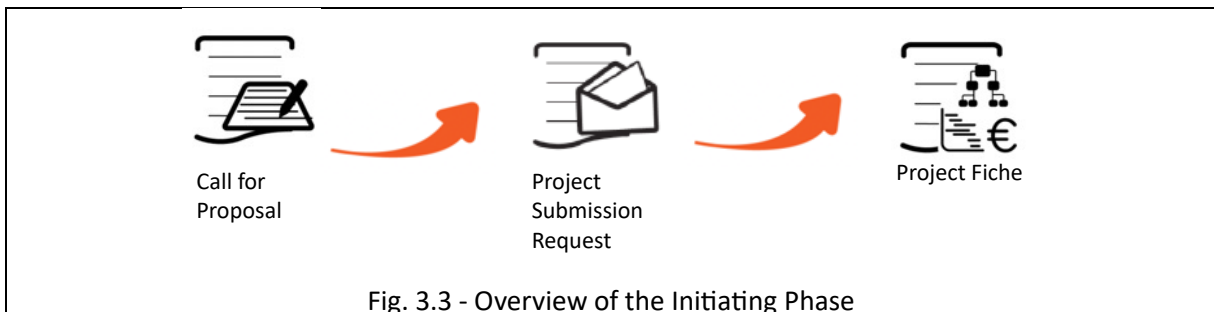 Call for
Proposal
Project
Submission
Request
€
Project Fiche
Fig. 3.3 - Overview of the Initiating Phase